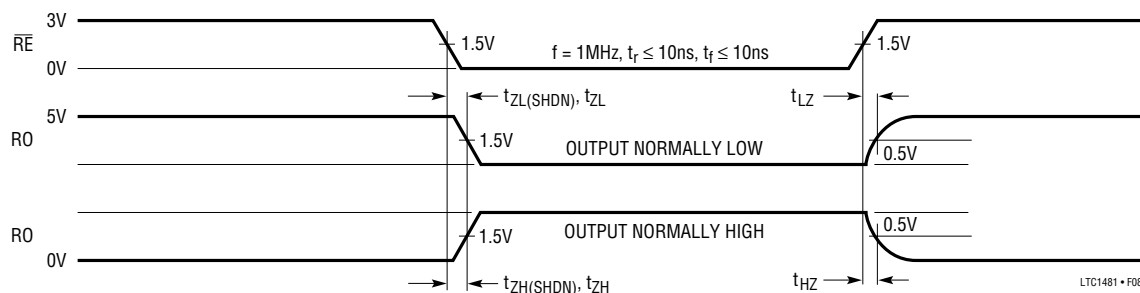 3V
R̅E̅
1.5V
f = 1MHz, tr ≤ 10ns, tf ≤ 10ns
1.5V
0V
tZL(SHDN), tZL
tLZ
5V
RO
1.5V
OUTPUT NORMALLY LOW
0.5V
RO
1.5V
OUTPUT NORMALLY HIGH
0.5V
0V
tZH(SHDN), tZH
tHZ
LTC1481 • F08